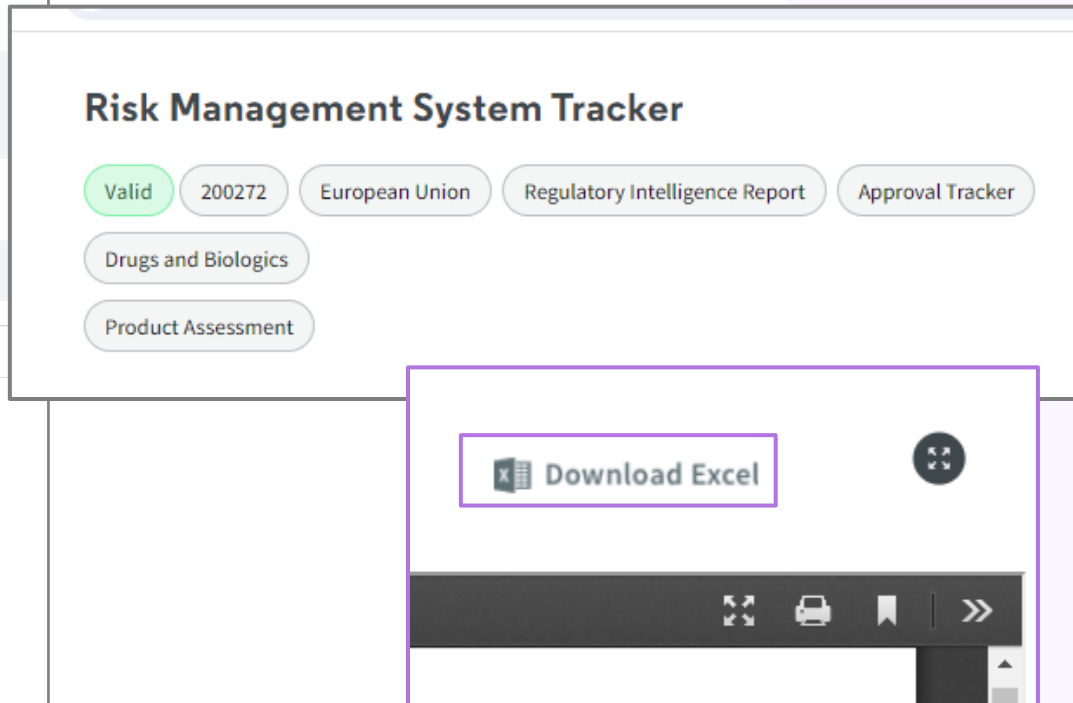 Risk Management System Tracker
Valid 200272 European Union Regulatory Intelligence Report Approval Tracker
Drugs and Biologics
Product Assessment
Download Excel